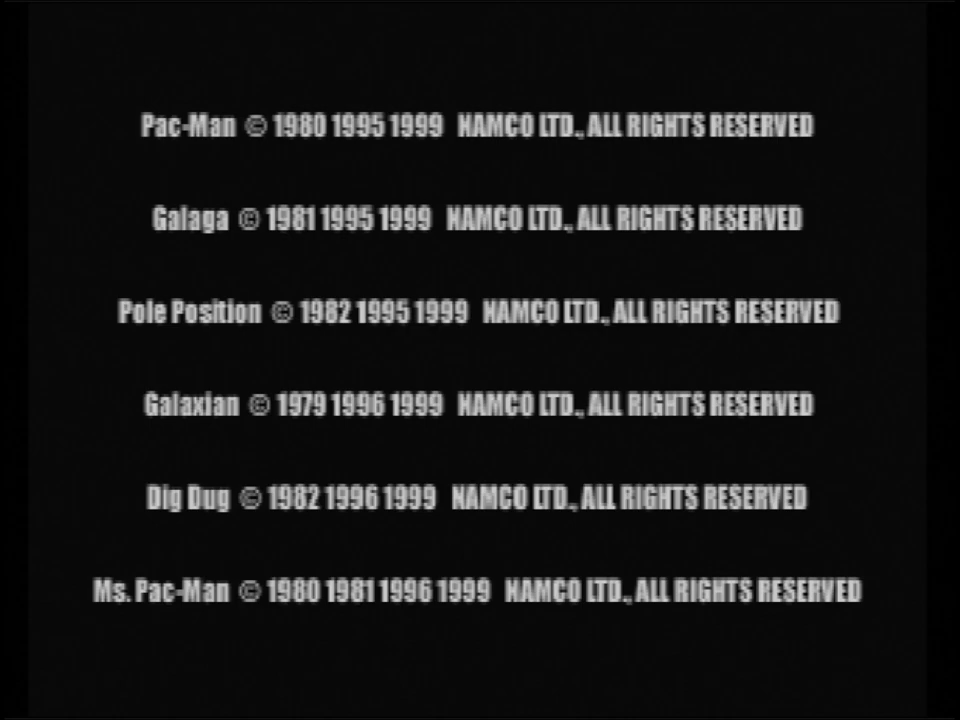 Pac-Man © 1980 1995 1999 NAMCO LTD., ALL RIGHTS RESERVED
Galaga © 1981 1995 1999 NAMCO LTD., ALL RIGHTS RESERVED
Pole Position © 1982 1995 1999 NAMCO LTD., ALL RIGHTS RESERVED
Galaxian © 1979 1996 1999 NAMCO LTD., ALL RIGHTS RESERVED
Dig Dug © 1982 1996 1999 NAMCO LTD., ALL RIGHTS RESERVED
Ms. Pac-Man © 1980 1981 1996 1999 NAMCO LTD., ALL RIGHTS RESERVED